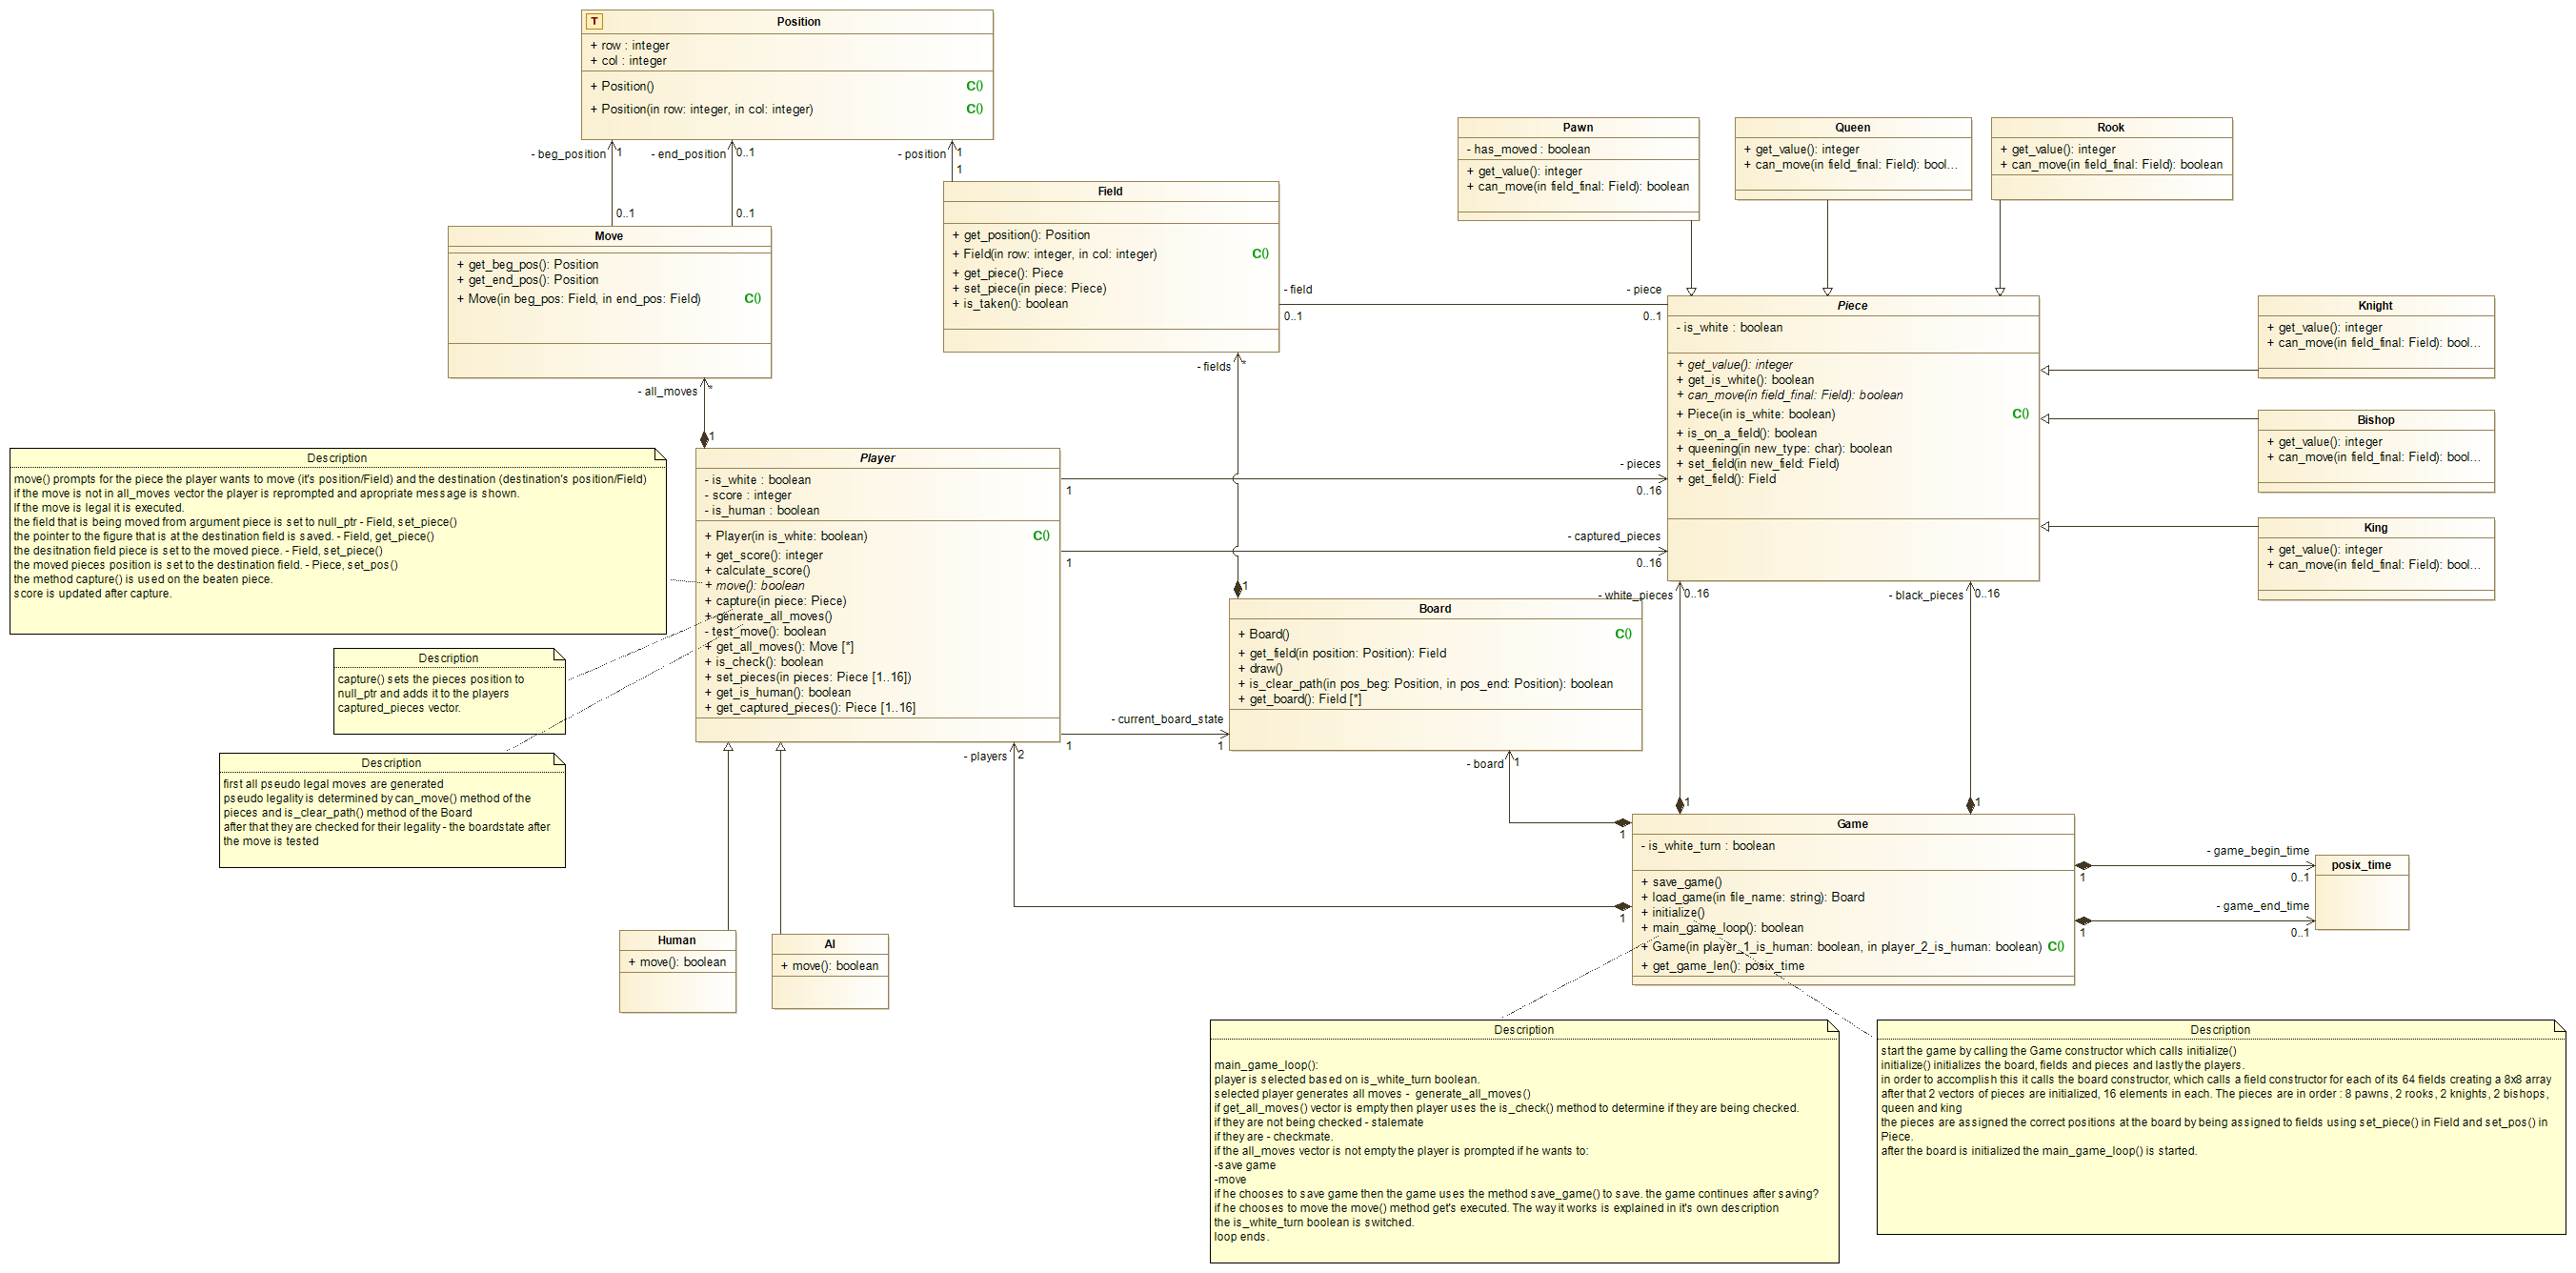 T Position
+ row : integer
+ col : integer
+ Position() C()
+ Position(in row: integer, in col: integer) C()
- beg_position 1
- end_position 0..1
- position 1
1
0..1
0..1
Move
+ get_beg_pos(): Position
+ get_end_pos(): Position
+ Move(in beg_pos: Field, in end_pos: Field) C()
- all_moves *
1
Field
+ get_position(): Position
+ Field(in row: integer, in col: integer) C()
+ get_piece(): Piece
+ set_piece(in piece: Piece)
+ is_taken(): boolean
- field
0..1
- piece
0..1
- fields *
1
Pawn
- has_moved : boolean
+ get_value(): integer
+ can_move(in field_final: Field): boolean
Queen
+ get_value(): integer
+ can_move(in field_final: Field): bool...
Rook
+ get_value(): integer
+ can_move(in field_final: Field): boolean
Piece
- is_white : boolean
+ get_value(): integer
+ get_is_white(): boolean
+ can_move(in field_final: Field): boolean
+ Piece(in is_white: boolean) C()
+ is_on_a_field(): boolean
+ queening(in new_type: char): boolean
+ set_field(in new_field: Field)
+ get_field(): Field
Knight
+ get_value(): integer
+ can_move(in field_final: Field): bool...
Bishop
+ get_value(): integer
+ can_move(in field_final: Field): bool...
King
+ get_value(): integer
+ can_move(in field_final: Field): bool...
Description
move() prompts for the piece the player wants to move (it's position/Field) and the destination (destination's position/Field)
if the move is not in all_moves vector the player is reprompted and apropriate message is shown.
If the move is legal it is executed.
the field that is being moved from argument piece is set to null_ptr - Field, set_piece()
the pointer to the figure that is at the destination field is saved. - Field, get_piece()
the desitnation field piece is set to the moved piece. - Field, set_piece()
the moved pieces position is set to the destination field. - Piece, set_pos()
the method capture() is used on the beaten piece.
score is updated after capture.
Description
capture() sets the pieces position to
null_ptr and adds it to the players
captured_pieces vector.
Description
first all pseudo legal moves are generated
pseudo legality is determined by can_move() method of the
pieces and is_clear_path() method of the Board
after that they are checked for their legality - the boardstate after
the move is tested
Player
- is_white : boolean
- score : integer
- is_human : boolean
+ Player(in is_white: boolean) C()
+ get_score(): integer
+ calculate_score()
+ move(): boolean
+ capture(in piece: Piece)
+ generate_all_moves()
- test_move(): boolean
+ get_all_moves(): Move [*]
+ is_check(): boolean
+ set_pieces(in pieces: Piece [1..16])
+ get_is_human(): boolean
+ get_captured_pieces(): Piece [1..16]
1
- pieces
0..16
1
- captured_pieces
0..16
1
- current_board_state
1
- players 2
Board
+ Board() C()
+ get_field(in position: Position): Field
+ draw()
+ is_clear_path(in pos_beg: Position, in pos_end: Position): boolean
+ get_board(): Field [*]
- board 1
- white_pieces 0..16
- black_pieces 0..16
1
1
1
1
Human
+ move(): boolean
AI
+ move(): boolean
Game
- is_white_turn : boolean
+ save_game()
+ load_game(in file_name: string): Board
+ initialize()
+ main_game_loop(): boolean
+ Game(in player_1_is_human: boolean, in player_2_is_human: boolean) C()
+ get_game_len(): posix_time
- game_begin_time
1
0..1
- game_end_time
1
0..1
posix_time
Description
main_game_loop():
player is selected based on is_white_turn boolean.
selected player generates all moves - generate_all_moves()
if get_all_moves() vector is empty then player uses the is_check() method to determine if they are being checked.
if they are not being checked - stalemate
if they are - checkmate.
if the all_moves vector is not empty the player is prompted if he wants to:
-save game
-move
if he chooses to save game then the game uses the method save_game() to save. the game continues after saving?
if he chooses to move the move() method get's executed. The way it works is explained in it's own description
the is_white_turn boolean is switched.
loop ends.
Description
start the game by calling the Game constructor which calls initialize()
initialize() initializes the board, fields and pieces and lastly the players.
in order to accomplish this it calls the board constructor, which calls a field constructor for each of its 64 fields creating a 8x8 array
after that 2 vectors of pieces are initialized, 16 elements in each. The pieces are in order : 8 pawns, 2 rooks, 2 knights, 2 bishops,
queen and king
the pieces are assigned the correct positions at the board by being assigned to fields using set_piece() in Field and set_pos() in
Piece.
after the board is initialized the main_game_loop() is started.